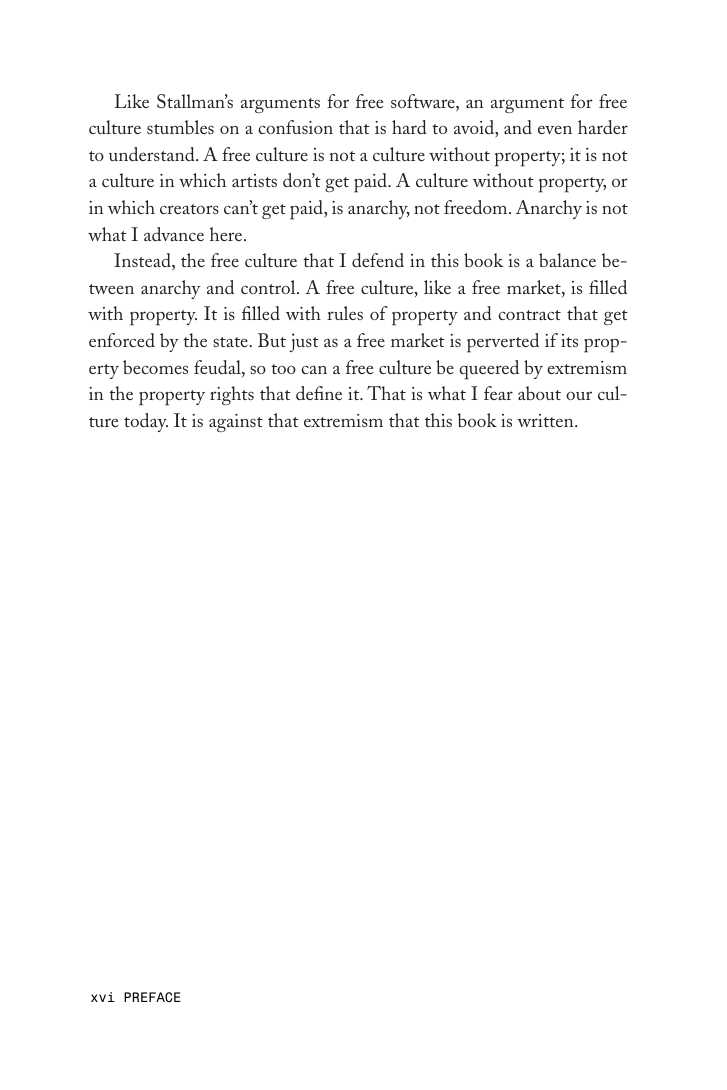 Like Stallman’s arguments for free software, an argument for free
culture stumbles on a confusion that is hard to avoid, and even harder
to understand. A free culture is not a culture without property; it is not
a culture in which artists don’t get paid. A culture without property, or
in which creators can’t get paid, is anarchy, not freedom. Anarchy is not
what I advance here.
Instead, the free culture that I defend in this book is a balance be-
tween anarchy and control. A free culture, like a free market, is filled
with property. It is filled with rules of property and contract that get
enforced by the state. But just as a free market is perverted if its prop-
erty becomes feudal, so too can a free culture be queered by extremism
in the property rights that define it. That is what I fear about our cul-
ture today. It is against that extremism that this book is written.
xvi PREFACE